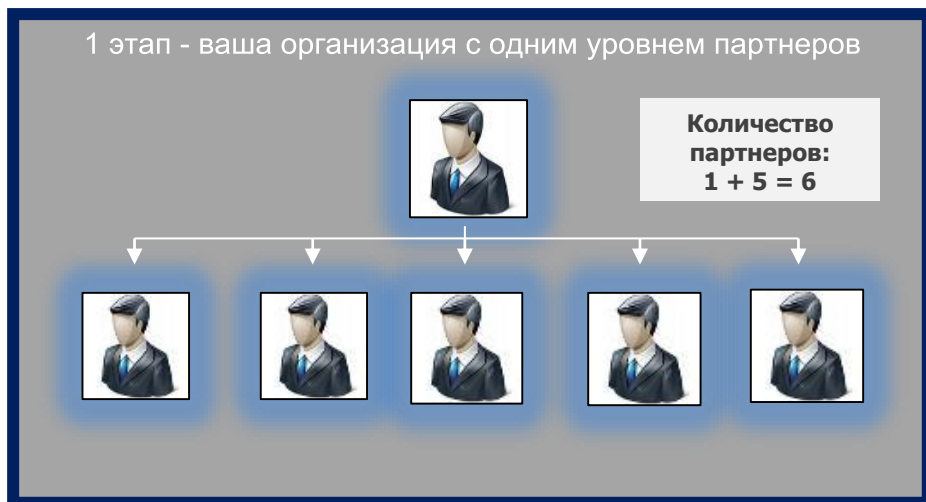 1 этап - ваша организация с одним уровнем партнеров
Количество
партнеров:
1 + 5 = 6